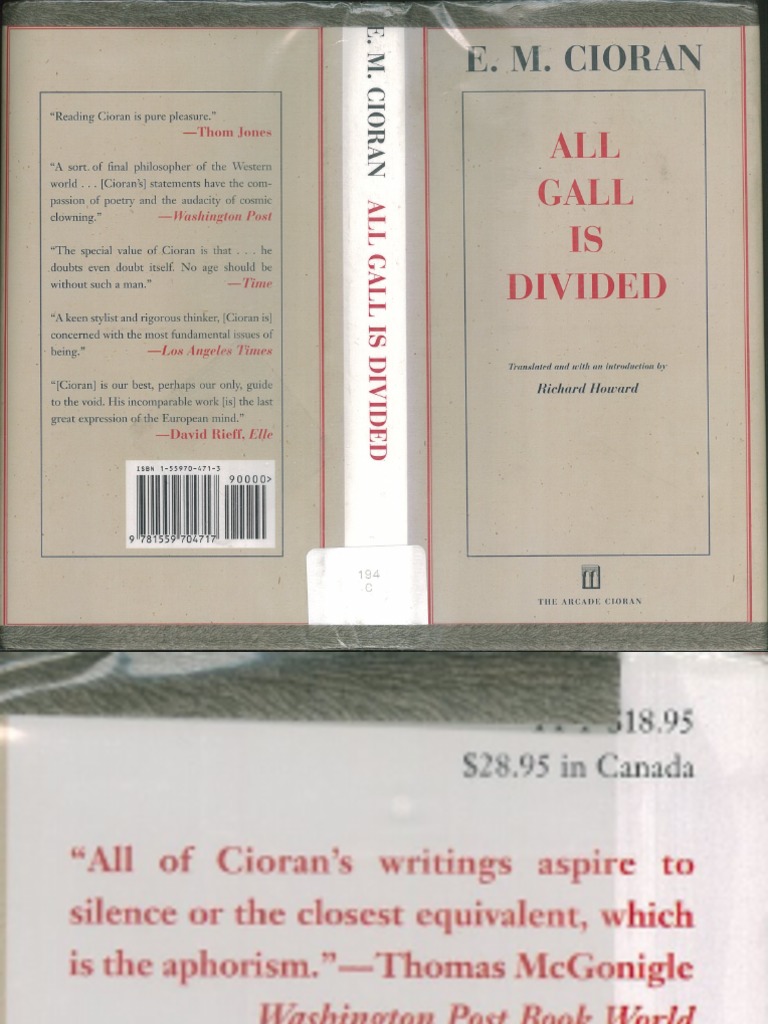 “Reading Cioran is pure pleasure.”
—Thom Jones
“A sort of final philosopher of the Western
world . . . [Cioran's] statements have the com-
passion of poetry and the audacity of cosmic
clowning.” —Washington Post
“The special value of Cioran is that . . . he
doubts even doubt itself. No age should be
without such a man.” —Time
“A keen stylist and rigorous thinker, [Cioran is]
concerned with the most fundamental issues of
being.” —Los Angeles Times
“[Cioran] is our best, perhaps our only, guide
to the void. His incomparable work [is] the last
great expression of the European mind.”
—David Rieff, Elle
ISBN 1-55970-471-3
90000>
9 781559 704717
E. M. CIORAN ALL GALL IS DIVIDED
194
C
E. M. CIORAN
ALL
GALL
IS
DIVIDED
Translated and with an introduction by
Richard Howard
THE ARCADE CIORAN
$18.95
$28.95 in Canada
“All of Cioran's writings aspire to
silence or the closest equivalent, which
is the aphorism.”—Thomas McGonigle
Washington Post Book World